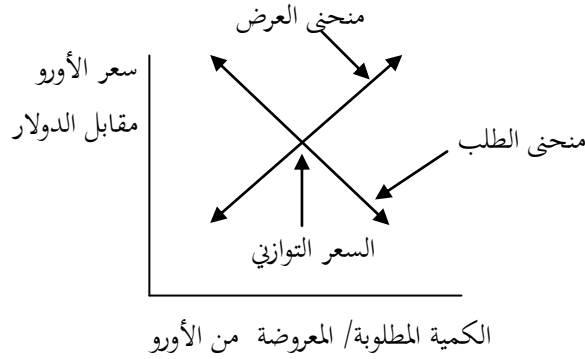 منحنى العرض
سعر الأورو
مقابل الدولار
منحنى الطلب
السعر التوازني
الكمية المطلوبة/ المعروضة من الأورو